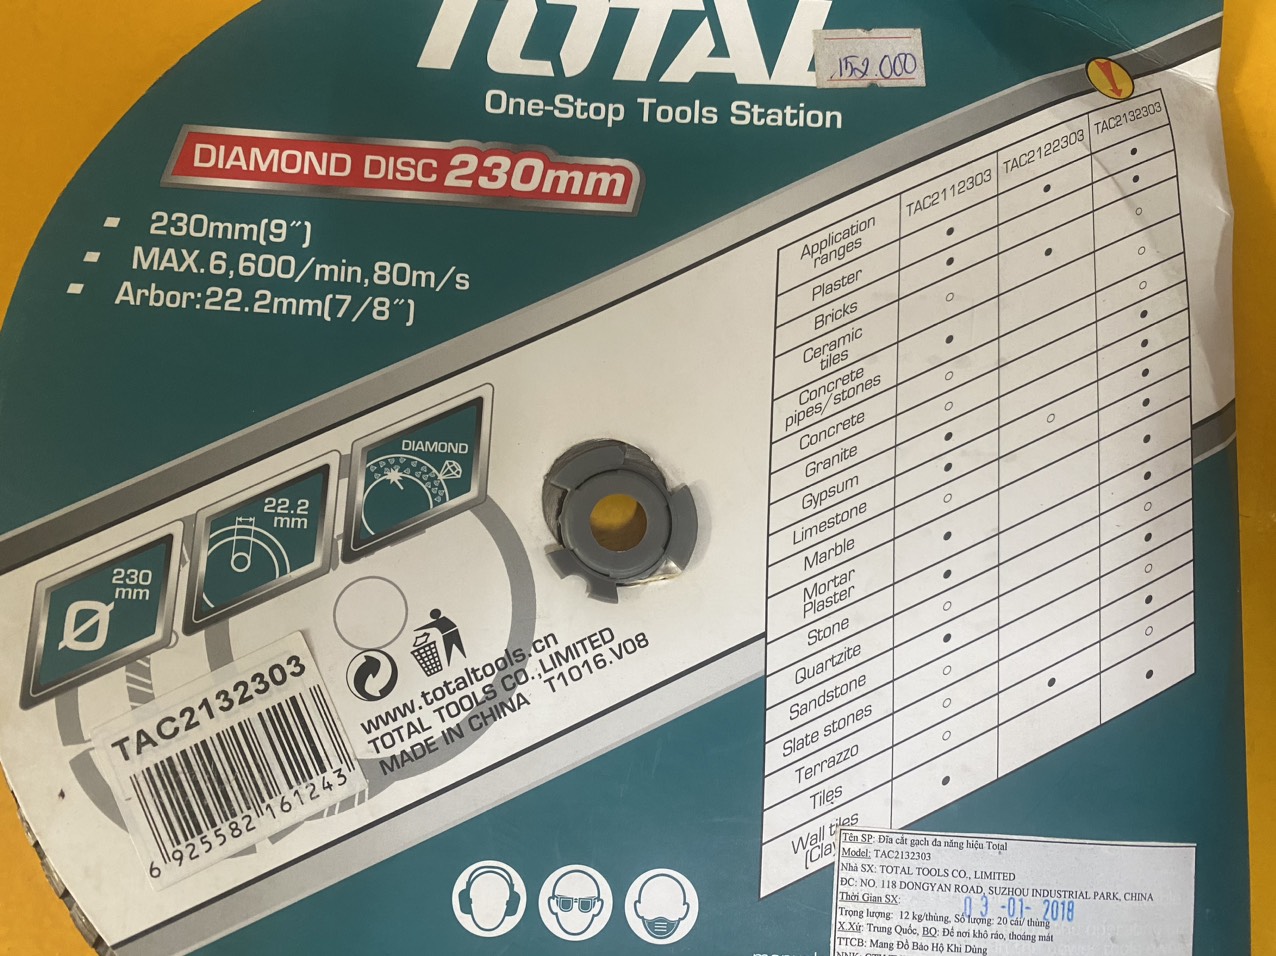 TOTAL
152.000
One-Stop Tools Station
DIAMOND DISC 230mm
230mm(9″)
MAX.6,600/min,80m/s
Arbor:22.2mm(7/8″)
Application ranges
TAC2112303
TAC2122303
TAC2132303
Plaster
Bricks
Ceramic tiles
Concrete pipes/stones
Concrete
Granite
Gypsum
Limestone
Marble
Mortar Plaster
Stone
Quartzite
Sandstone
Slate stones
Terrazzo
Tiles
Wall tiles
(Cla
DIAMOND
22.2 mm
230 mm
TAC2132303
6 925582 161243
www.totaltools.cn
TOTAL TOOLS CO.,LIMITED
MADE IN CHINA T1016.V08
Tên SP: Đĩa cắt gạch đa năng hiệu Total
Model: TAC2132303
Nhà SX: TOTAL TOOLS CO., LIMITED
ĐC: NO. 118 DONGYAN ROAD, SUZHOU INDUSTRIAL PARK, CHINA
Thời Gian SX: 03 -01- 2018
Trọng lượng: 12 kg/thùng, Số lượng: 20 cái/ thùng
X.Xứ: Trung Quốc, BQ: Để nơi khô ráo, thoáng mát
TTCB: Mang Đồ Bảo Hộ Khi Dùng